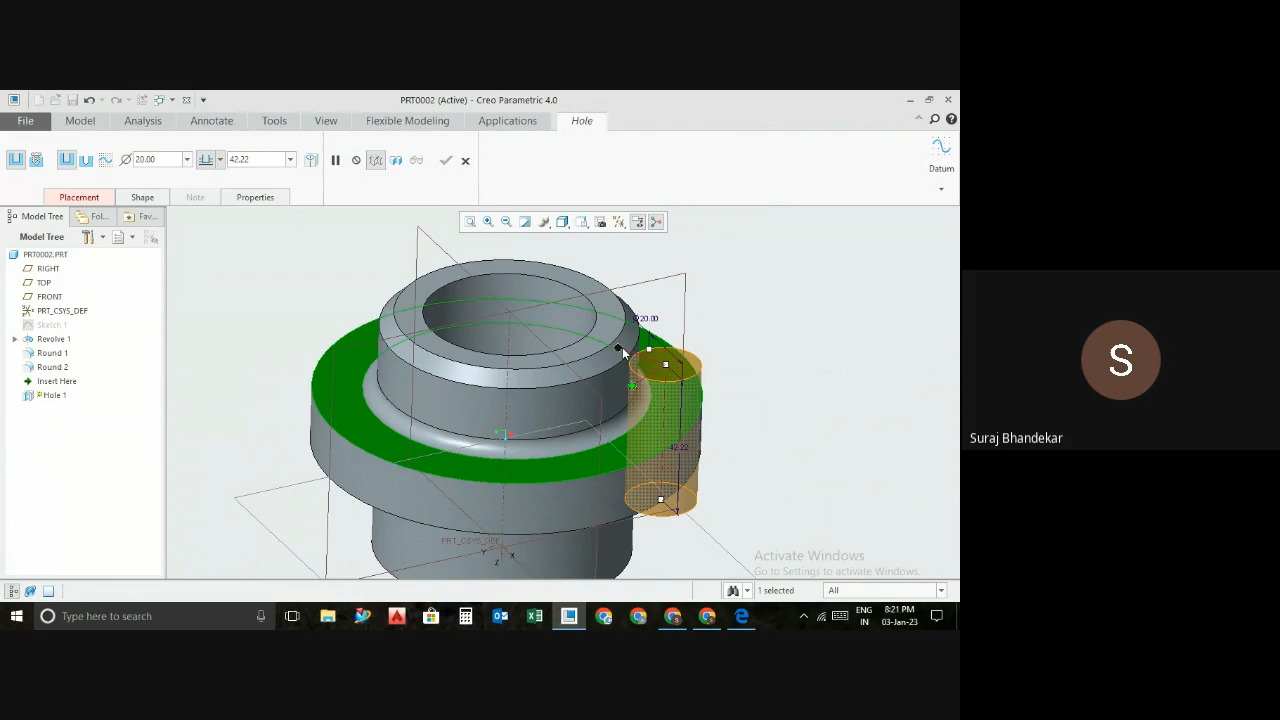 PRT0002 (Active) - Creo Parametric 4.0
File Model Analysis Annotate Tools View Flexible Modeling Applications Hole
20.00 42.22
Datum
Placement Shape Note Properties
Model Tree Fol... Fav...
Model Tree
PRT0002.PRT
RIGHT
TOP
FRONT
PRT_CSYS_DEF
Sketch 1
Revolve 1
Round 1
Round 2
Insert Here
Hole 1
Ø20.00
42.22
PRT_CSYS_DEF
Y X
Z
Activate Windows
Go to Settings to activate Windows.
1 selected All
Type here to search
ENG
IN
8:21 PM
03-Jan-23
S
Suraj Bhandekar